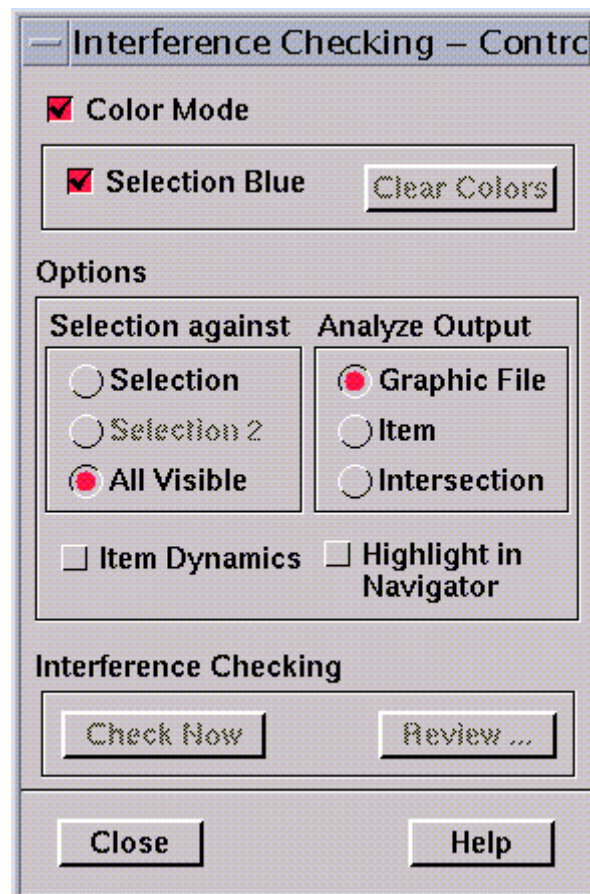 Interference Checking – Contrc
Color Mode
Selection Blue
Clear Colors
Options
Selection against
Analyze Output
Selection
Graphic File
Selection 2
Item
All Visible
Intersection
Item Dynamics
Highlight in
Navigator
Interference Checking
Check Now
Review ...
Close
Help